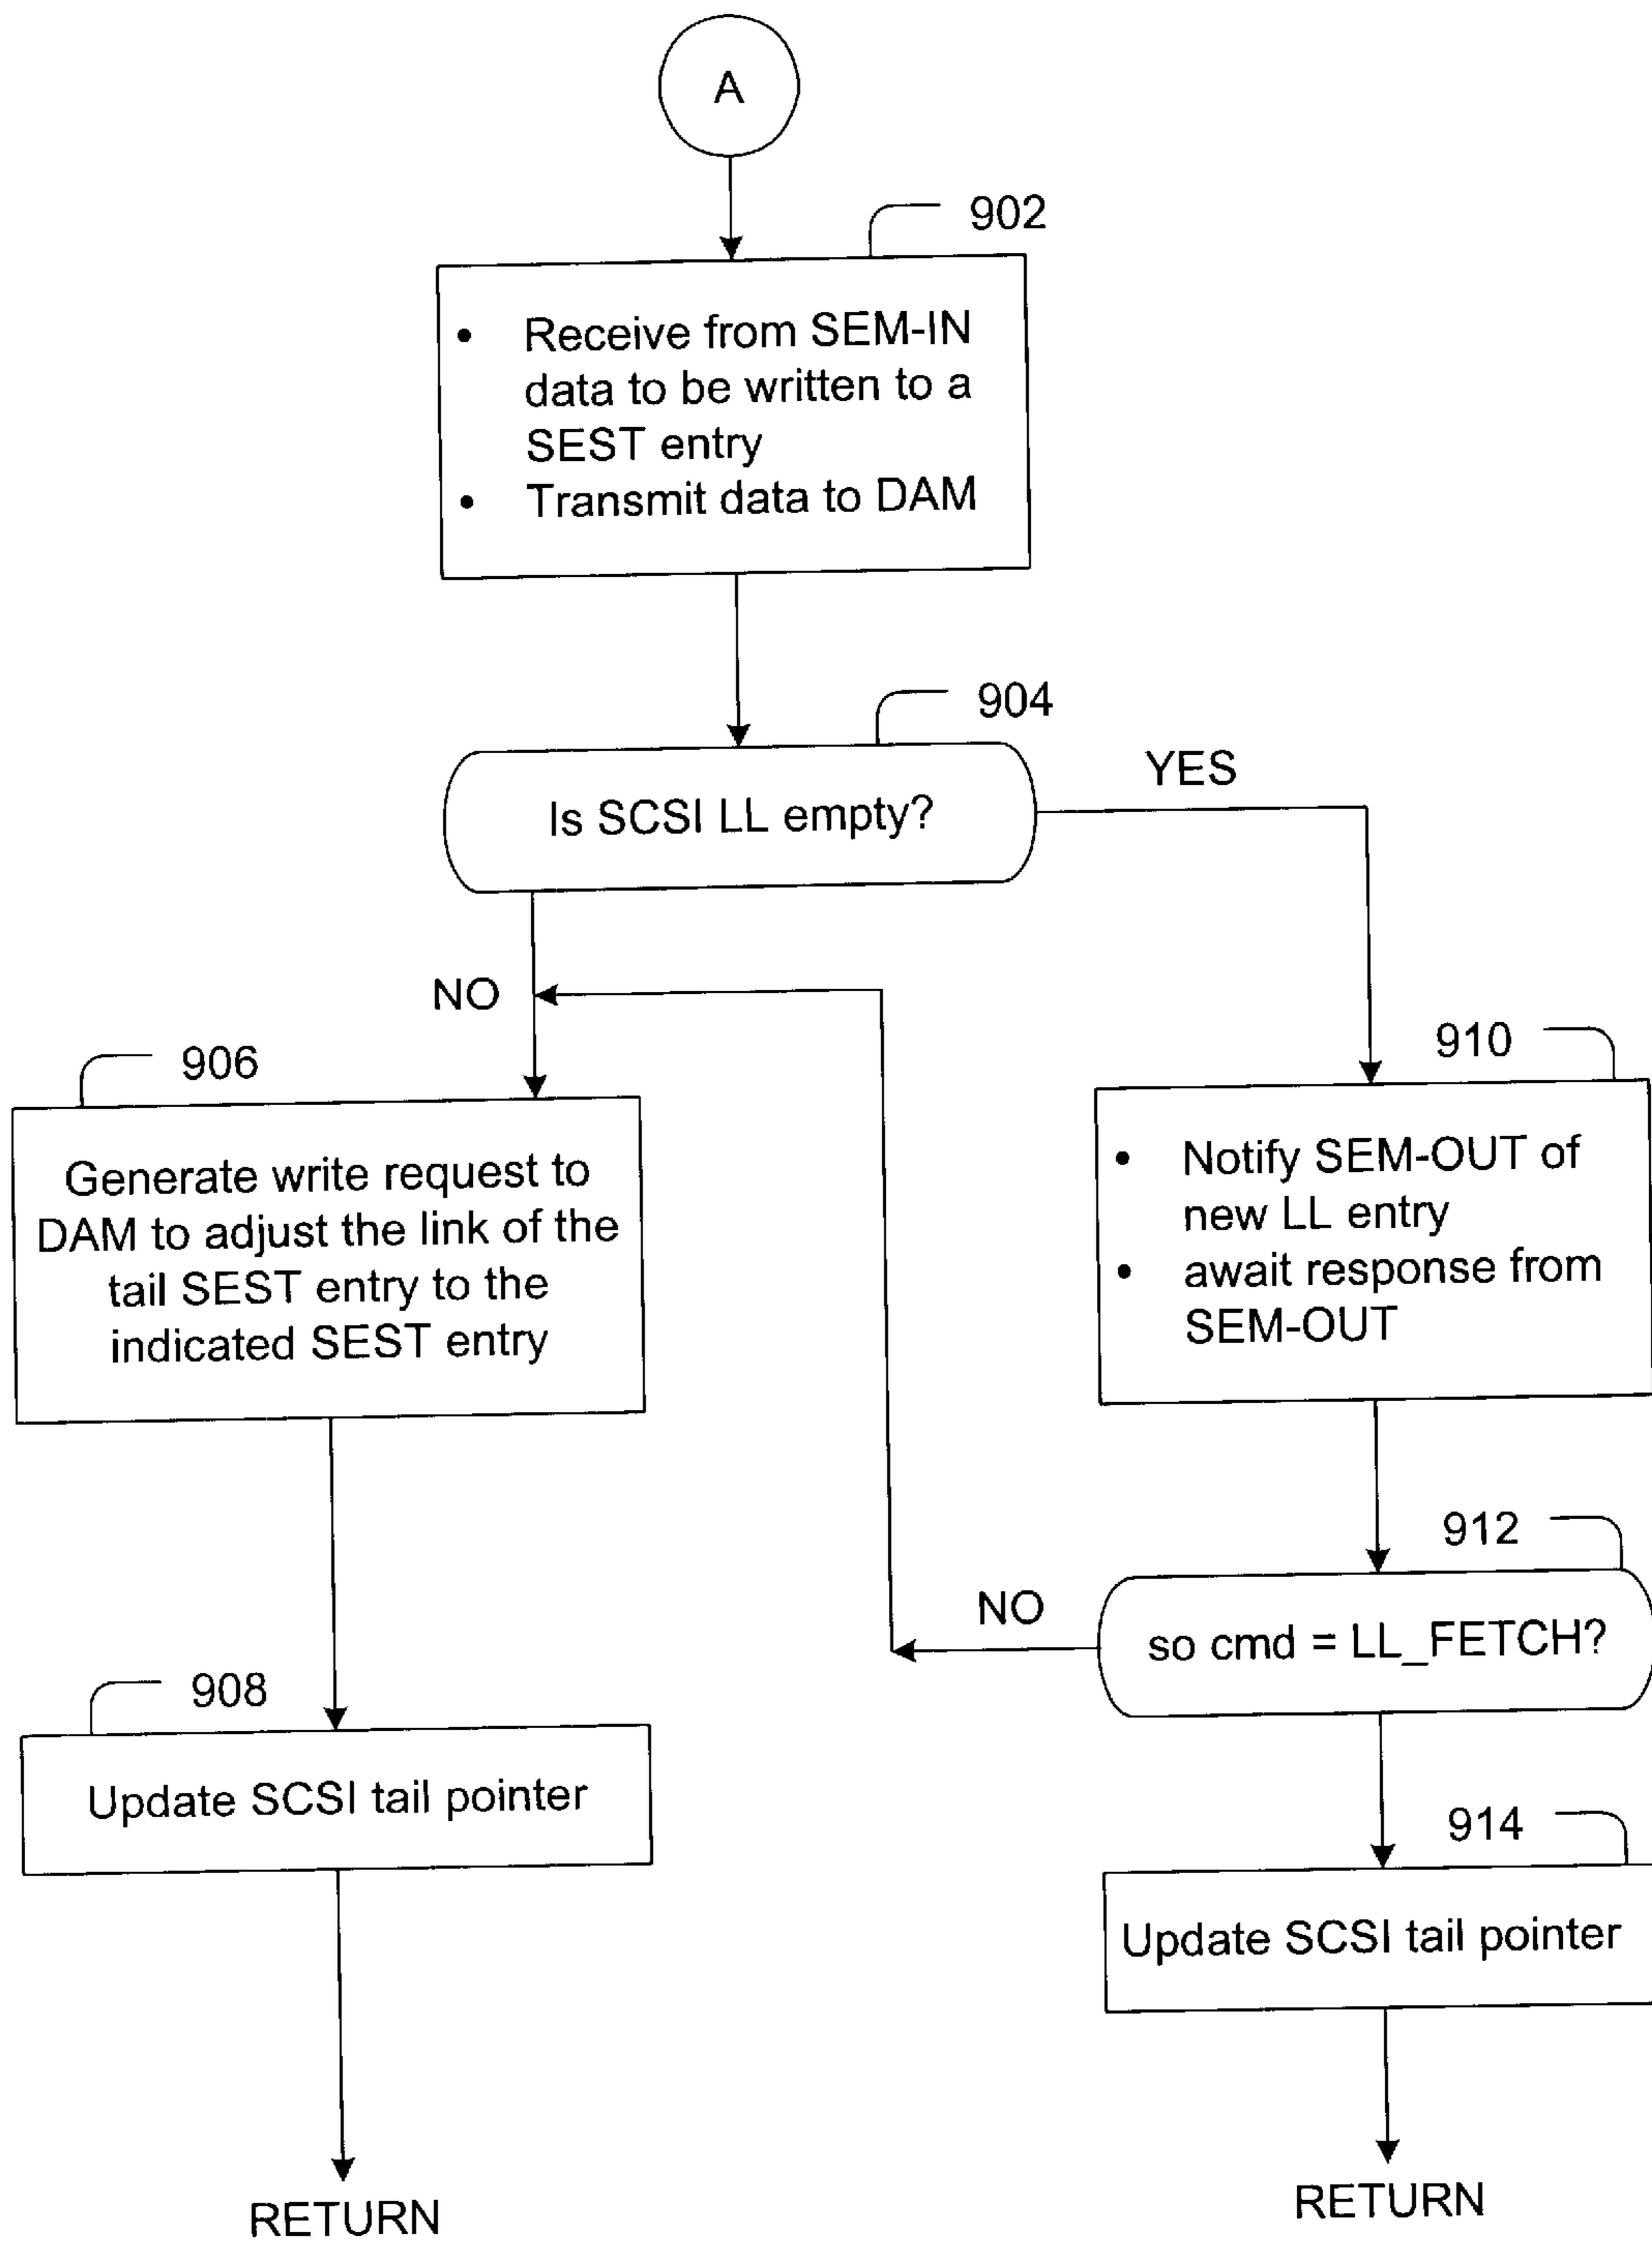 A
902
• Receive from SEM-IN
data to be written to a
SEST entry
• Transmit data to DAM
904
Is SCSI LL empty?
YES
NO
906
Generate write request to
DAM to adjust the link of the
tail SEST entry to the
indicated SEST entry
910
• Notify SEM-OUT of
new LL entry
• await response from
SEM-OUT
912
so cmd = LL_FETCH?
NO
908
Update SCSI tail pointer
914
Update SCSI tail pointer
RETURN
RETURN